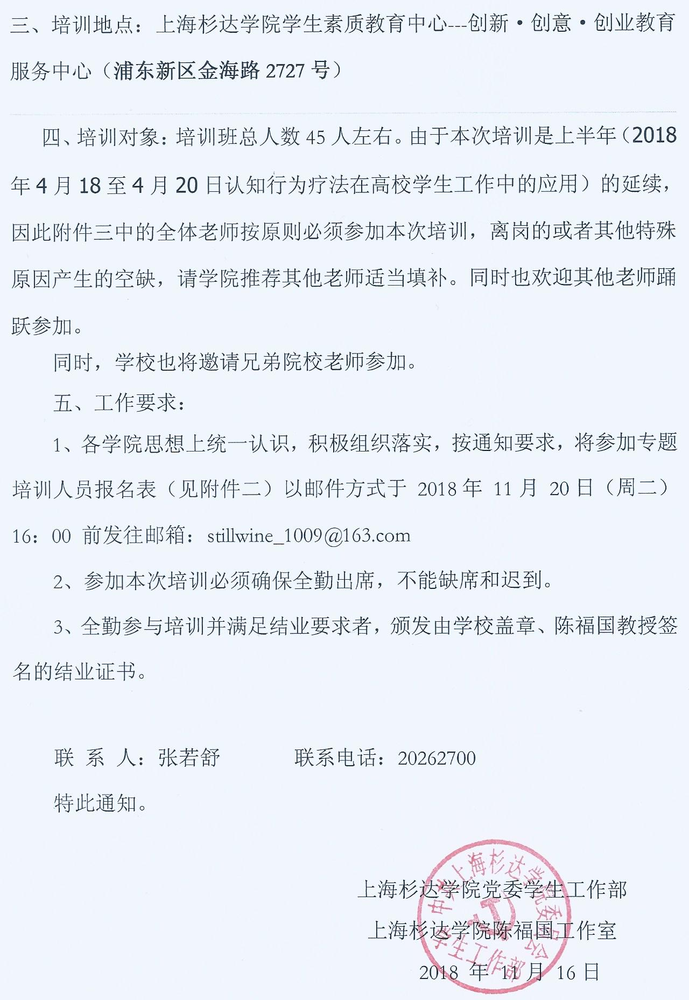 三、培训地点：上海杉达学院学生素质教育中心---创新·创意·创业教育
服务中心（浦东新区金海路 2727 号）
四、培训对象：培训班总人数 45 人左右。由于本次培训是上半年（2018
年 4 月 18 至 4 月 20 日认知行为疗法在高校学生工作中的应用）的延续，
因此附件三中的全体老师按原则必须参加本次培训，离岗的或者其他特殊
原因产生的空缺，请学院推荐其他老师适当填补。同时也欢迎其他老师踊
跃参加。
同时，学校也将邀请兄弟院校老师参加。
五、工作要求：
1、各学院思想上统一认识，积极组织落实，按通知要求，将参加专题
培训人员报名表（见附件二）以邮件方式于 2018 年 11 月 20 日（周二）
16：00 前发往邮箱：stillwine_1009@163.com
2、参加本次培训必须确保全勤出席，不能缺席和迟到。
3、全勤参与培训并满足结业要求者，颁发由学校盖章、陈福国教授签
名的结业证书。
联 系 人：张若舒 联系电话：20262700
特此通知。
上海杉达学院党委学生工作部
上海杉达学院陈福国工作室
2018 年 11 月 16 日
中共上海杉达学院委员会
学生工作部